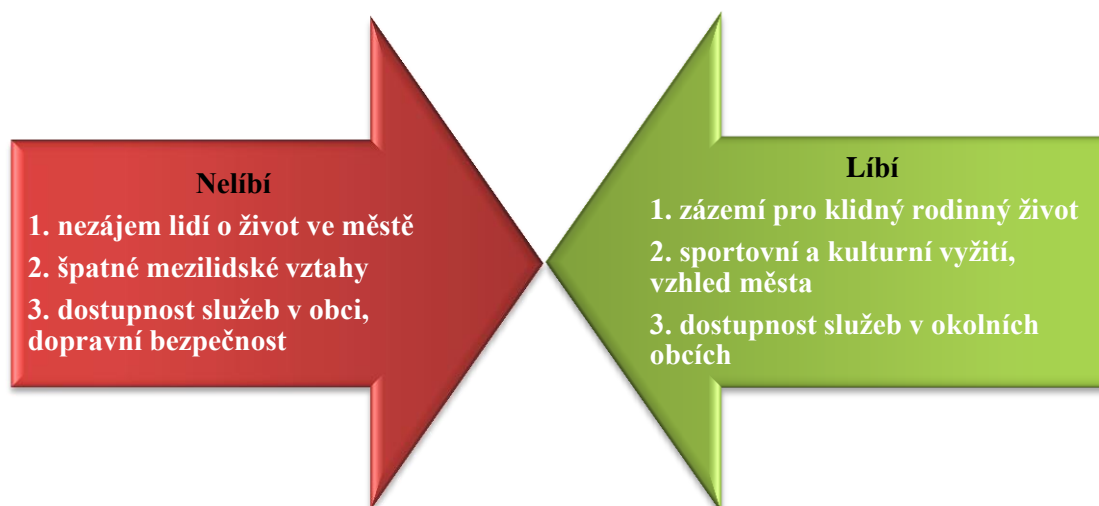 Nelíbí
1. nezájem lidí o život ve městě
2. špatné mezilidské vztahy
3. dostupnost služeb v obci,
dopravní bezpečnost
Líbí
1. zázemí pro klidný rodinný život
2. sportovní a kulturní vyžití,
vzhled města
3. dostupnost služeb v okolních
obcích